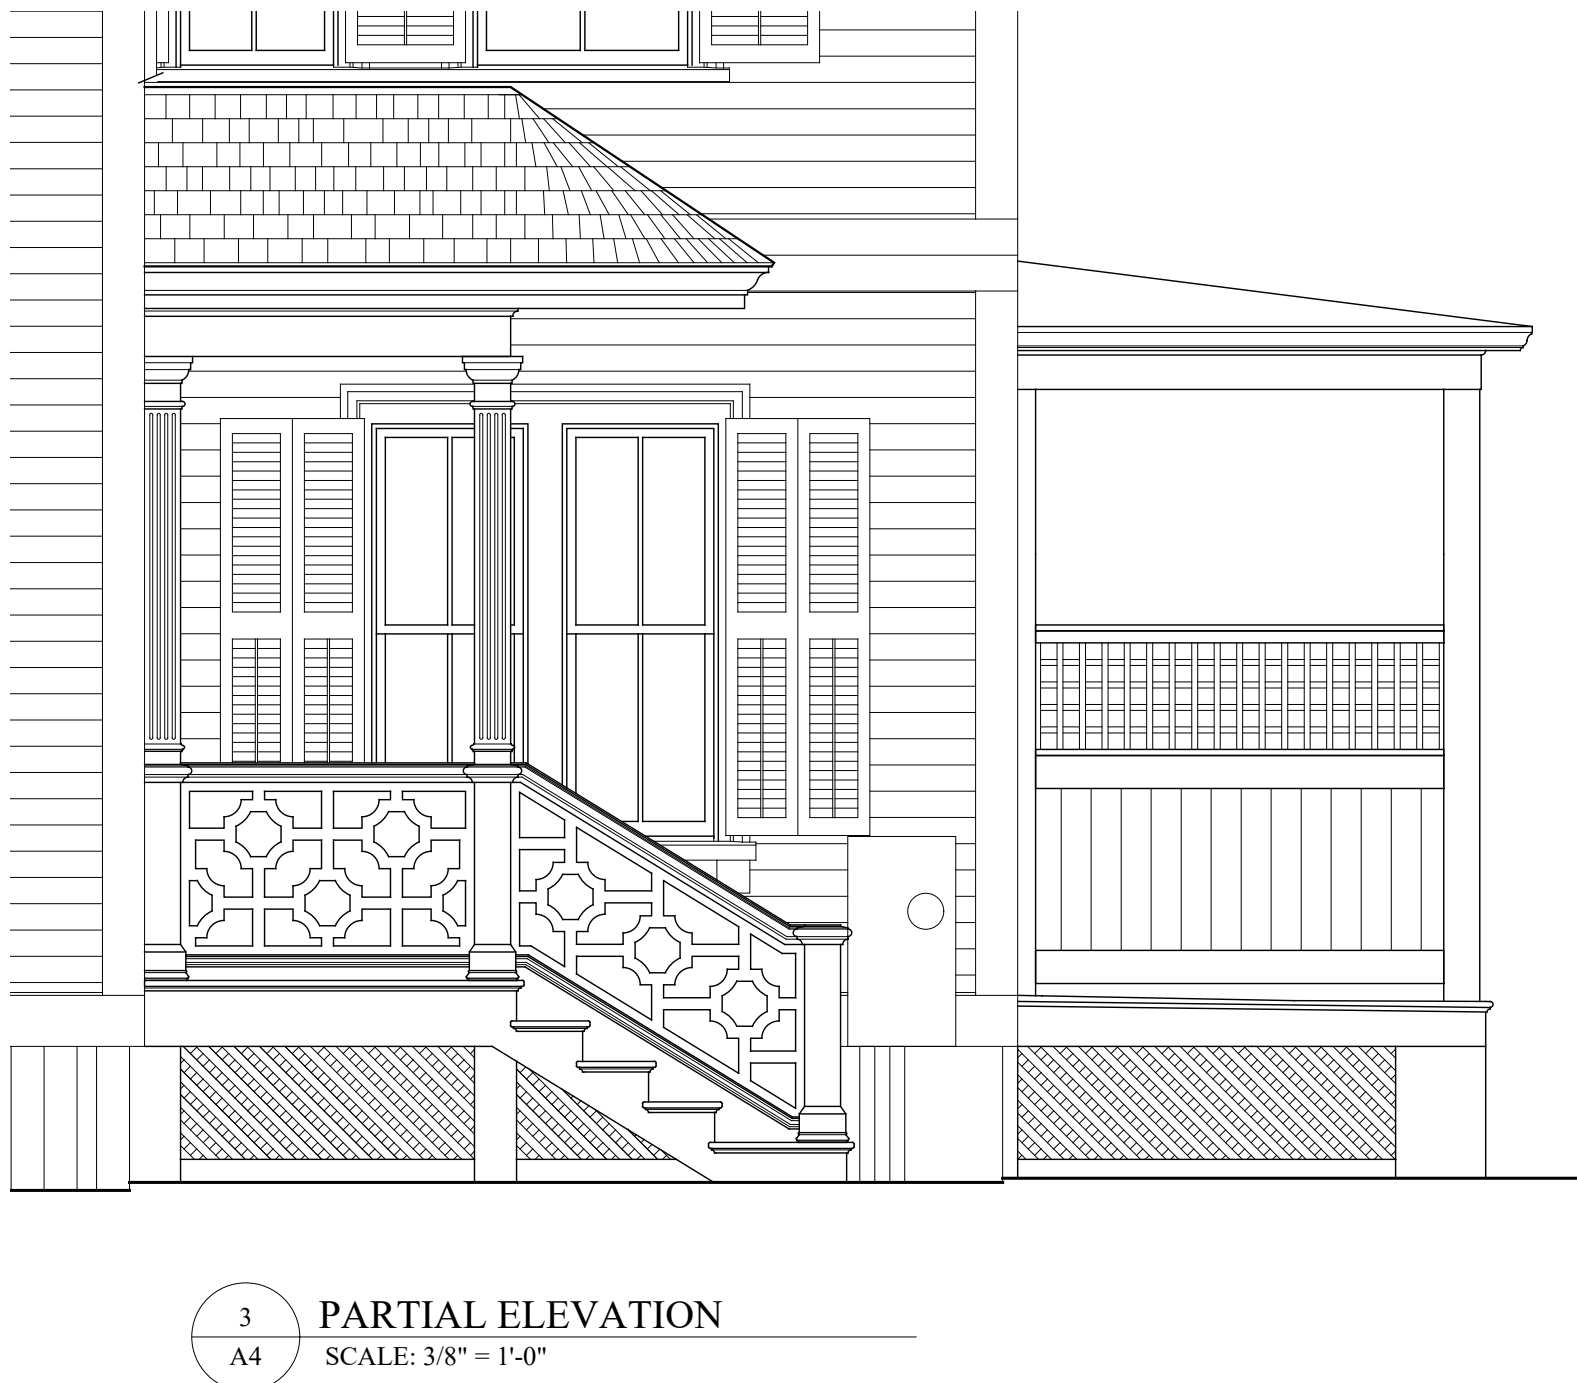 3
PARTIAL ELEVATION
A4
SCALE: 3/8" = 1'-0"